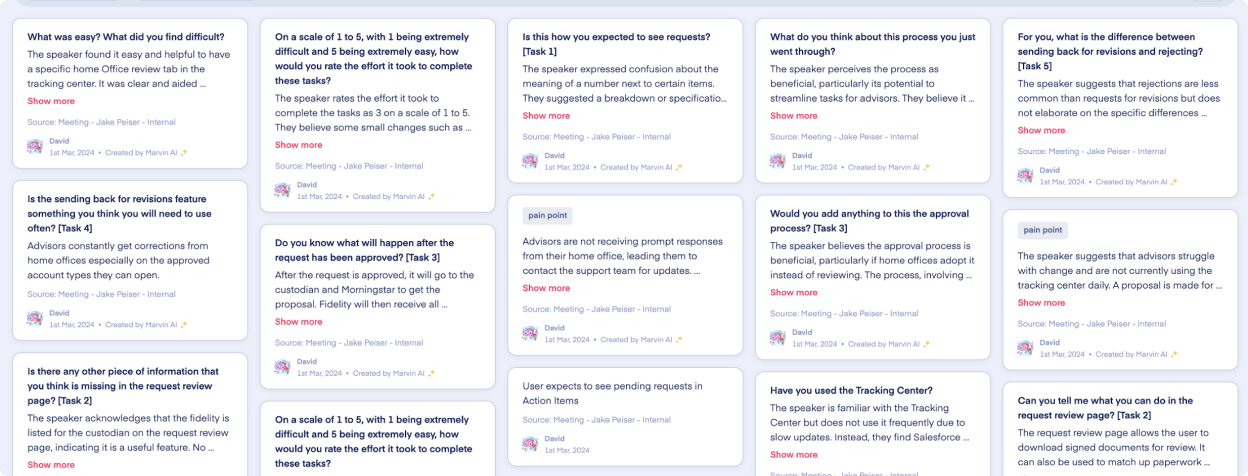 What was easy? What did you find difficult?
The speaker found it easy and helpful to have
a specific home Office review tab in the
tracking center. It was clear and aided ...
Show more
Source: Meeting - Jake Peiser - Internal
David
1st Mar, 2024 • Created by Marvin AI ✨
Is the sending back for revisions feature
something you think you will need to use
often? [Task 4]
Advisors constantly get corrections from
home offices especially on the approved
account types they can open.
Source: Meeting - Jake Peiser - Internal
David
1st Mar, 2024 • Created by Marvin AI ✨
Is there any other piece of information that
you think is missing in the request review
page? [Task 2]
The speaker acknowledges that the fidelity is
listed for the custodian on the request review
page, indicating it is a useful feature. No ...
Show more
On a scale of 1 to 5, with 1 being extremely
difficult and 5 being extremely easy, how
would you rate the effort it took to complete
these tasks?
The speaker rates the effort it took to
complete the tasks as 3 on a scale of 1 to 5.
They believe some small changes such as ...
Show more
Source: Meeting - Jake Peiser - Internal
David
1st Mar, 2024 • Created by Marvin AI ✨
Do you know what will happen after the
request has been approved? [Task 3]
After the request is approved, it will go to the
custodian and Morningstar to get the
proposal. Fidelity will then receive all ...
Show more
Source: Meeting - Jake Peiser - Internal
David
1st Mar, 2024 • Created by Marvin AI ✨
On a scale of 1 to 5, with 1 being extremely
difficult and 5 being extremely easy, how
would you rate the effort it took to complete
these tasks?
Is this how you expected to see requests?
[Task 1]
The speaker expressed confusion about the
meaning of a number next to certain items.
They suggested a breakdown or specificatio...
Show more
Source: Meeting - Jake Peiser - Internal
David
1st Mar, 2024 • Created by Marvin AI ✨
pain point
Advisors are not receiving prompt responses
from their home office, leading them to
contact the support team for updates. ...
Show more
Source: Meeting - Jake Peiser - Internal
David
1st Mar, 2024 • Created by Marvin AI ✨
User expects to see pending requests in
Action Items
Source: Meeting - Jake Peiser - Internal
David
1st Mar, 2024
What do you think about this process you just
went through?
The speaker perceives the process as
beneficial, particularly its potential to
streamline tasks for advisors. They believe it ...
Show more
Source: Meeting - Jake Peiser - Internal
David
1st Mar, 2024 • Created by Marvin AI ✨
Would you add anything to this the approval
process? [Task 3]
The speaker believes the approval process is
beneficial, particularly if home offices adopt it
instead of reviewing. The process, involving ...
Show more
Source: Meeting - Jake Peiser - Internal
David
1st Mar, 2024 • Created by Marvin AI ✨
Have you used the Tracking Center?
The speaker is familiar with the Tracking
Center but does not use it frequently due to
slow updates. Instead, they find Salesforce ...
Show more
Source: Meeting - Jake Peiser - Internal
For you, what is the difference between
sending back for revisions and rejecting?
[Task 5]
The speaker suggests that rejections are less
common than requests for revisions but does
not elaborate on the specific differences ...
Show more
Source: Meeting - Jake Peiser - Internal
David
1st Mar, 2024 • Created by Marvin AI ✨
pain point
The speaker suggests that advisors struggle
with change and are not currently using the
tracking center daily. A proposal is made for ...
Show more
Source: Meeting - Jake Peiser - Internal
David
1st Mar, 2024 • Created by Marvin AI ✨
Can you tell me what you can do in the
request review page? [Task 2]
The request review page allows the user to
download signed documents for review. It
can also be used to match up paperwork ...